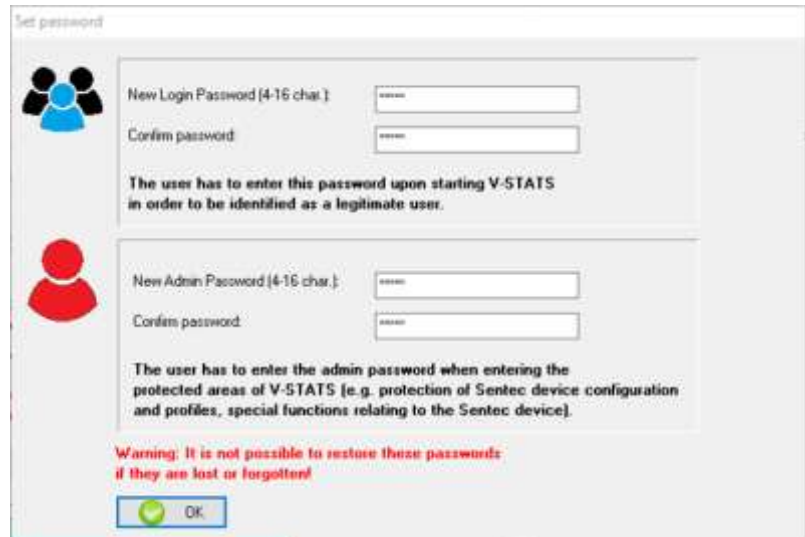 Set password
New Login Password (4-16 char.):
*****
Confirm password:
*****
The user has to enter this password upon starting V-STATS
in order to be identified as a legitimate user.
New Admin Password (4-16 char.):
*****
Confirm password:
*****
The user has to enter the admin password when entering the
protected areas of V-STATS (e.g. protection of Sentec device configuration
and profiles, special functions relating to the Sentec device).
Warning: It is not possible to restore these passwords
if they are lost or forgotten!
OK